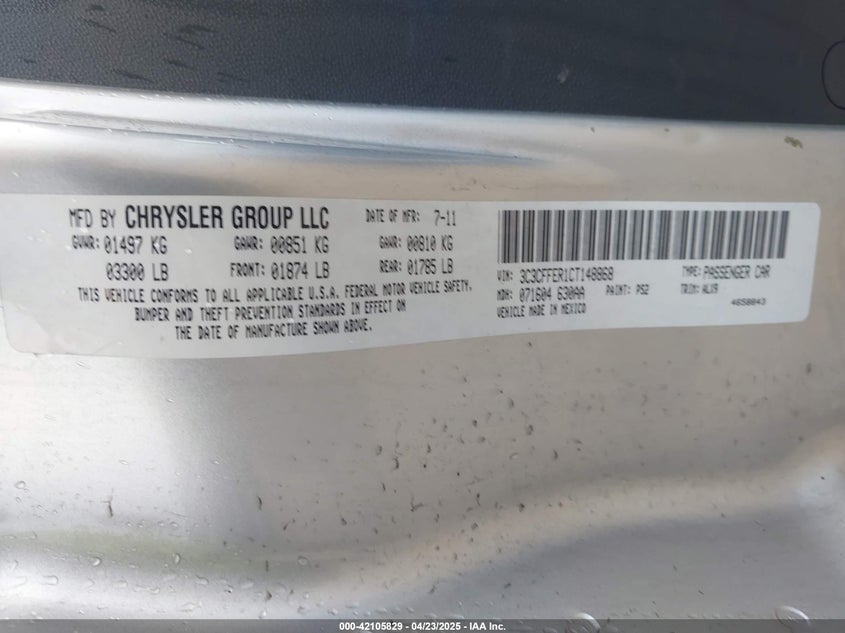 MFD BY CHRYSLER GROUP LLC DATE OF MFR: 7-11
GVWR: 01497 KG GAWR: 00851 KG GAWR: 00810 KG
03300 LB FRONT: 01874 LB REAR: 01785 LB
THIS VEHICLE CONFORMS TO ALL APPLICABLE U.S.A. FEDERAL MOTOR VEHICLE SAFETY,
BUMPER AND THEFT PREVENTION STANDARDS IN EFFECT ON
THE DATE OF MANUFACTURE SHOWN ABOVE.
VIN: 3C3CFFER1CT148868 TYPE: PASSENGER CAR
MDH: 071604 630AA PAINT: PS2 TRIM: ALX9
VEHICLE MADE IN MEXICO 4658043
000-42105829 - 04/23/2025 - IAA Inc.